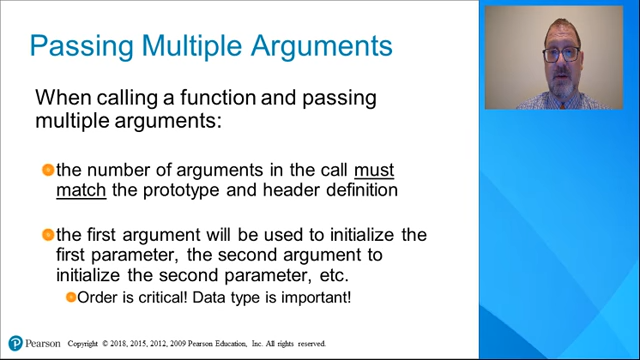 Passing Multiple Arguments
When calling a function and passing
multiple arguments:
the number of arguments in the call must
match the prototype and header definition
the first argument will be used to initialize the
first parameter, the second argument to
initialize the second parameter, etc.
Order is critical! Data type is important!
Pearson Copyright © 2018, 2015, 2012, 2009 Pearson Education, Inc. All rights reserved.